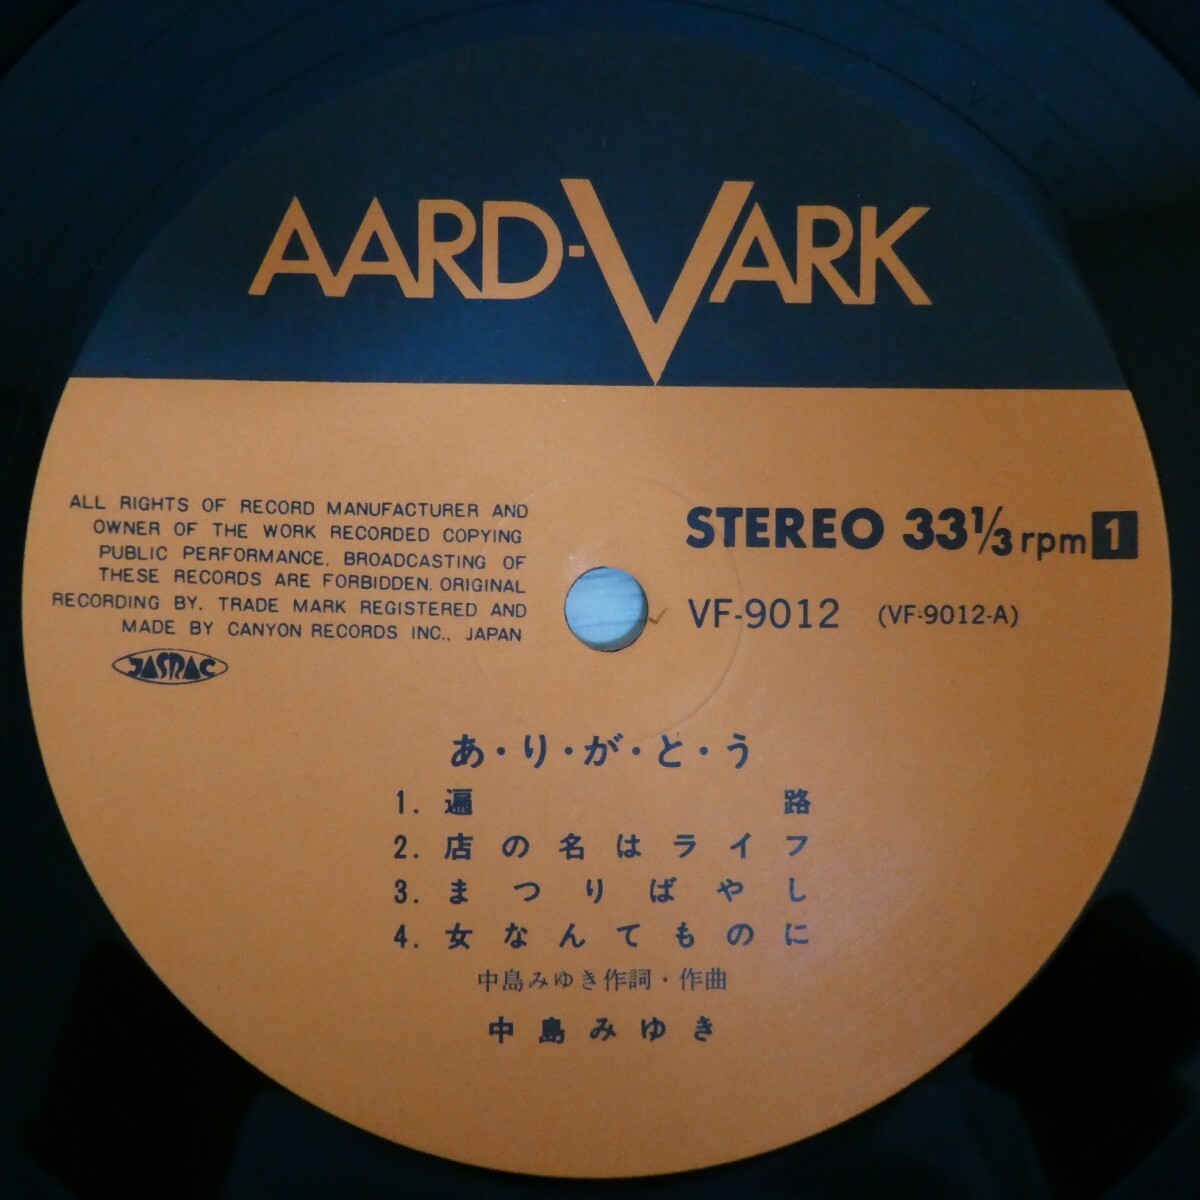 AARD-VARK
ALL RIGHTS OF RECORD MANUFACTURER AND
OWNER OF THE WORK RECORDED COPYING
PUBLIC PERFORMANCE, BROADCASTING OF
THESE RECORDS ARE FORBIDDEN. ORIGINAL
RECORDING BY. TRADE MARK REGISTERED AND
MADE BY CANYON RECORDS INC., JAPAN
JASRAC
STEREO 33 1/3 rpm 1
VF-9012 (VF-9012-A)
あ・り・が・と・う
1. 遍路
2. 店の名はライフ
3. まつりばやし
4. 女なんてものに
中島みゆき作詞・作曲
中島みゆき